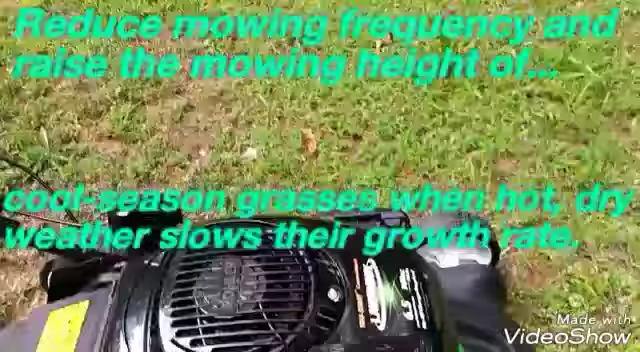 Reduce mowing frequency and
raise the mowing height of...
cool-season grasses when hot, dry
weather slows their growth rate.
Made with
VideoShow